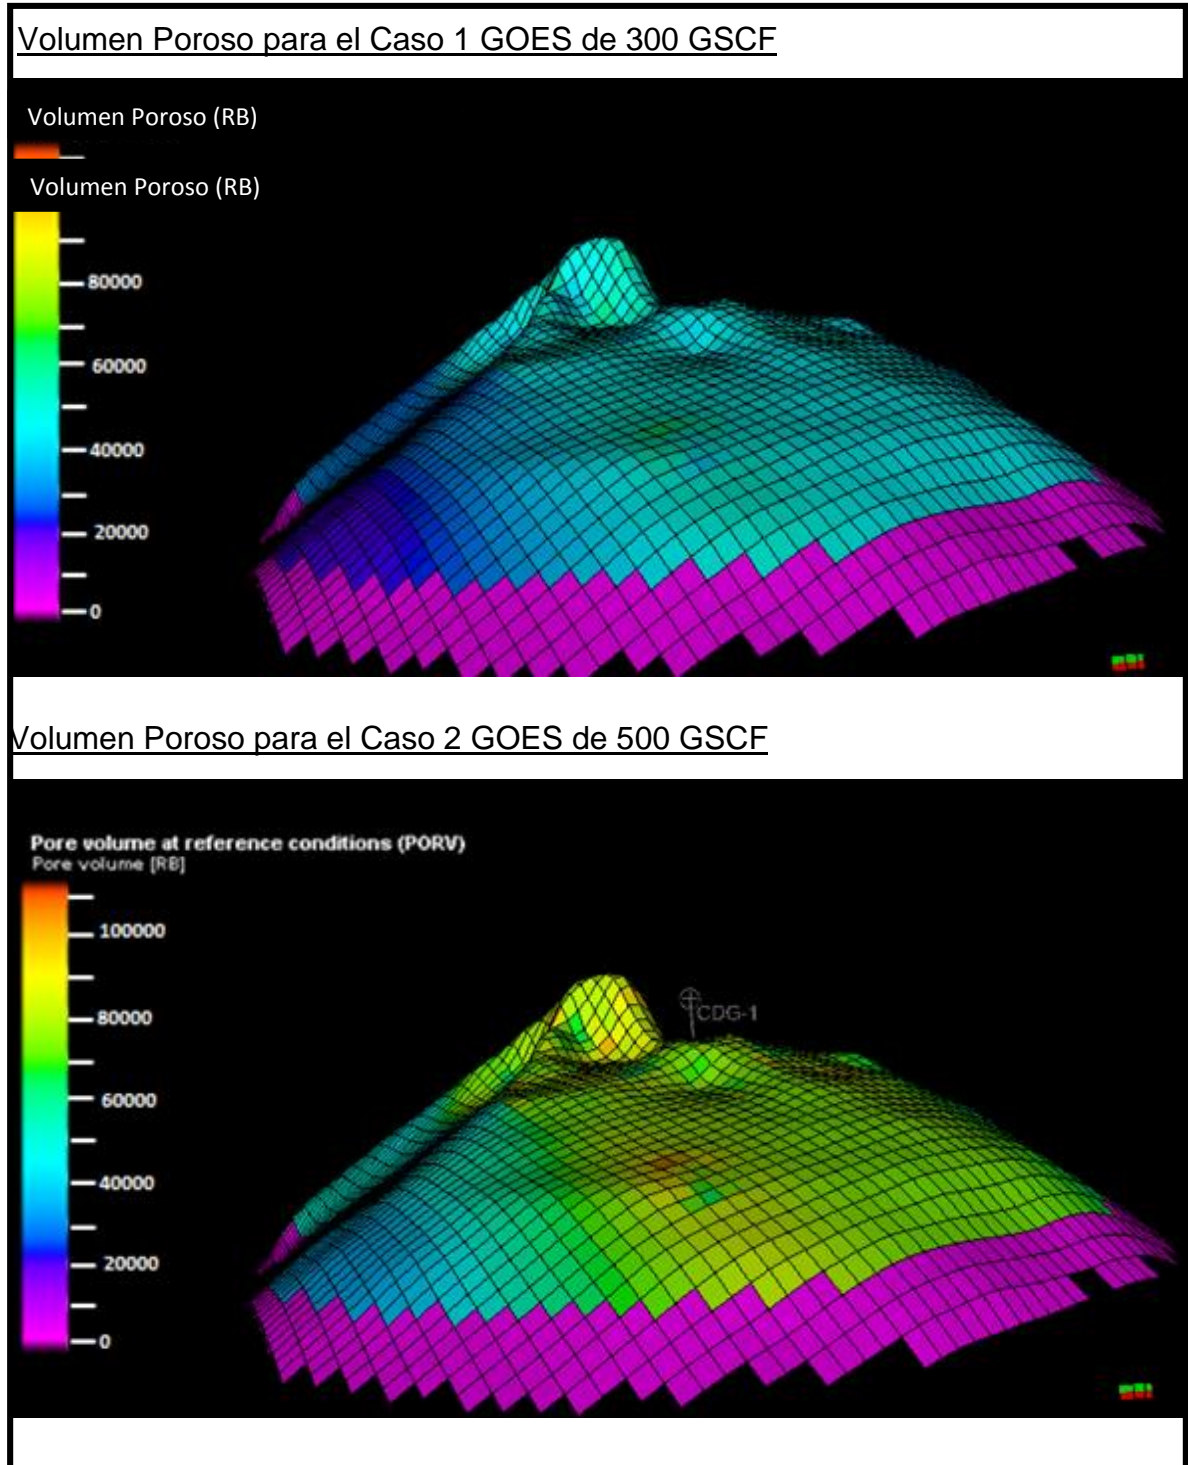 Volumen Poroso para el Caso 1 GOES de 300 GSCF
Volumen Poroso (RB)
Volumen Poroso (RB)
80000
60000
40000
20000
0
Volumen Poroso para el Caso 2 GOES de 500 GSCF
Pore volume at reference conditions (PORV)
Pore volume [RB]
100000
80000
60000
40000
20000
0
CDG-1